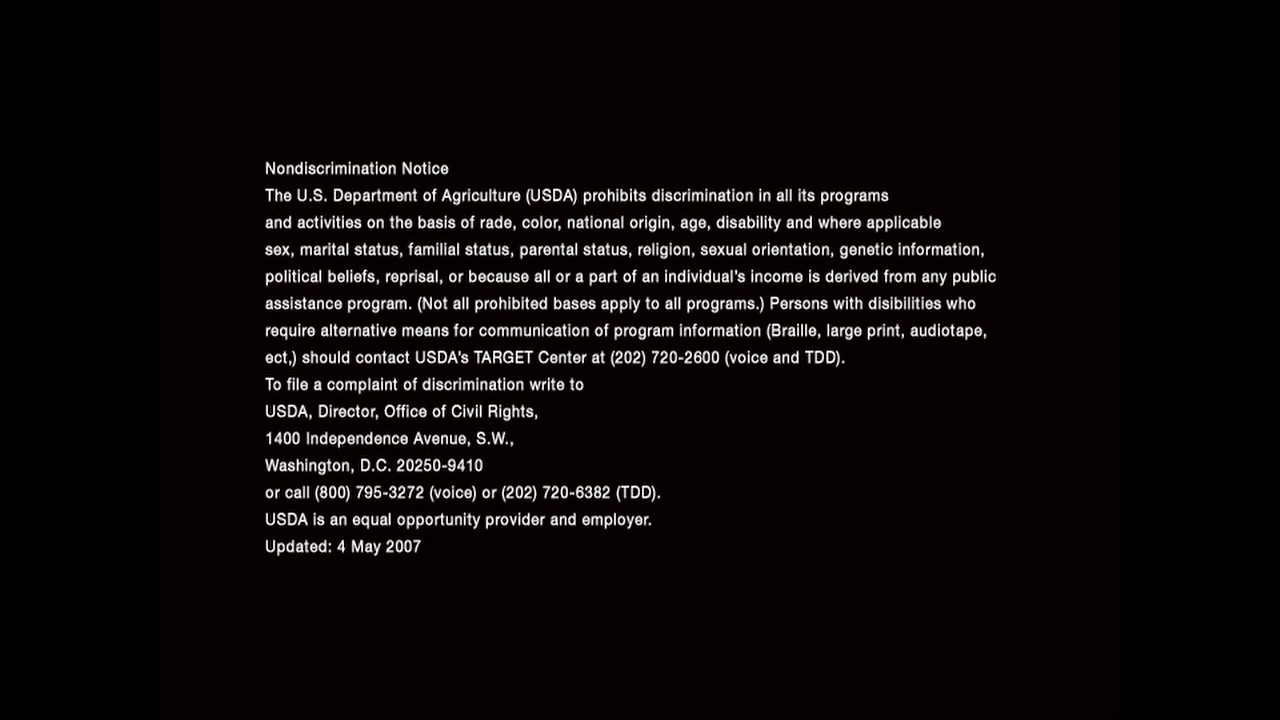 Nondiscrimination Notice
The U.S. Department of Agriculture (USDA) prohibits discrimination in all its programs
and activities on the basis of rade, color, national origin, age, disability and where applicable
sex, marital status, familial status, parental status, religion, sexual orientation, genetic information,
political beliefs, reprisal, or because all or a part of an individual's income is derived from any public
assistance program. (Not all prohibited bases apply to all programs.) Persons with disibilities who
require alternative means for communication of program information (Braille, large print, audiotape,
ect,) should contact USDA's TARGET Center at (202) 720-2600 (voice and TDD).
To file a complaint of discrimination write to
USDA, Director, Office of Civil Rights,
1400 Independence Avenue, S.W.,
Washington, D.C. 20250-9410
or call (800) 795-3272 (voice) or (202) 720-6382 (TDD).
USDA is an equal opportunity provider and employer.
Updated: 4 May 2007